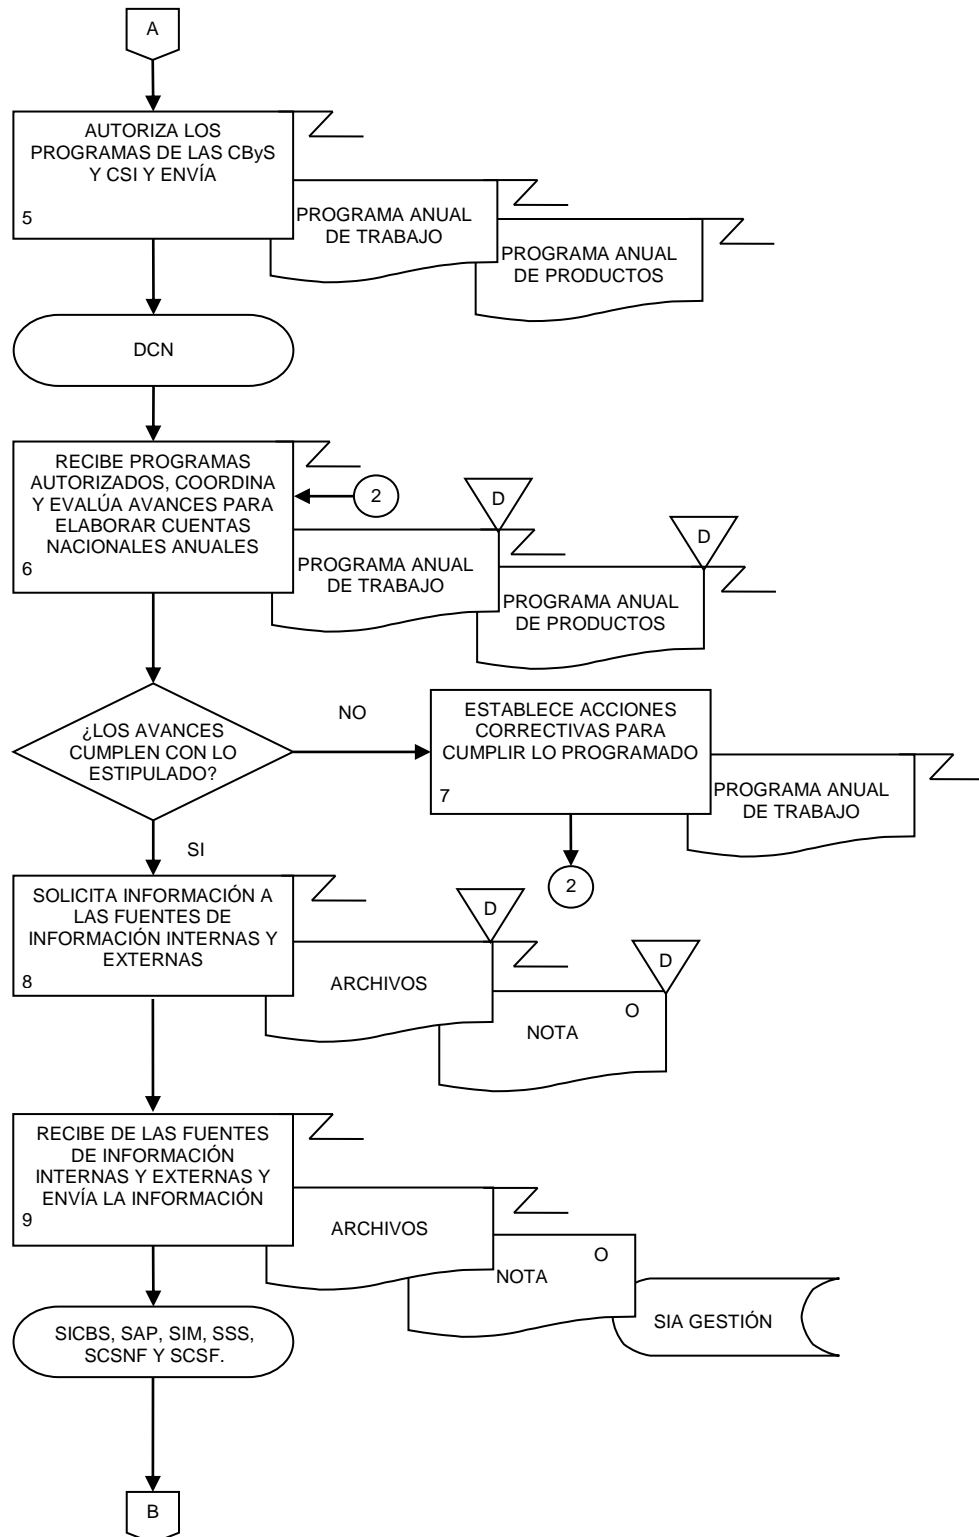 A
AUTORIZA LOS
PROGRAMAS DE LAS CByS
Y CSI Y ENVÍA
5
PROGRAMA ANUAL
DE TRABAJO
PROGRAMA ANUAL
DE PRODUCTOS
DCN
RECIBE PROGRAMAS
AUTORIZADOS, COORDINA
Y EVALÚA AVANCES PARA
ELABORAR CUENTAS
NACIONALES ANUALES
6
2
D
D
PROGRAMA ANUAL
DE TRABAJO
PROGRAMA ANUAL
DE PRODUCTOS
¿LOS AVANCES
CUMPLEN CON LO
ESTIPULADO?
NO
ESTABLECE ACCIONES
CORRECTIVAS PARA
CUMPLIR LO PROGRAMADO
7
PROGRAMA ANUAL
DE TRABAJO
2
SI
SOLICITA INFORMACIÓN A
LAS FUENTES DE
INFORMACIÓN INTERNAS Y
EXTERNAS
8
D
D
ARCHIVOS
O
NOTA
RECIBE DE LAS FUENTES
DE INFORMACIÓN
INTERNAS Y EXTERNAS Y
ENVÍA LA INFORMACIÓN
9
ARCHIVOS
O
NOTA
SIA GESTIÓN
SICBS, SAP, SIM, SSS,
SCSNF Y SCSF.
B